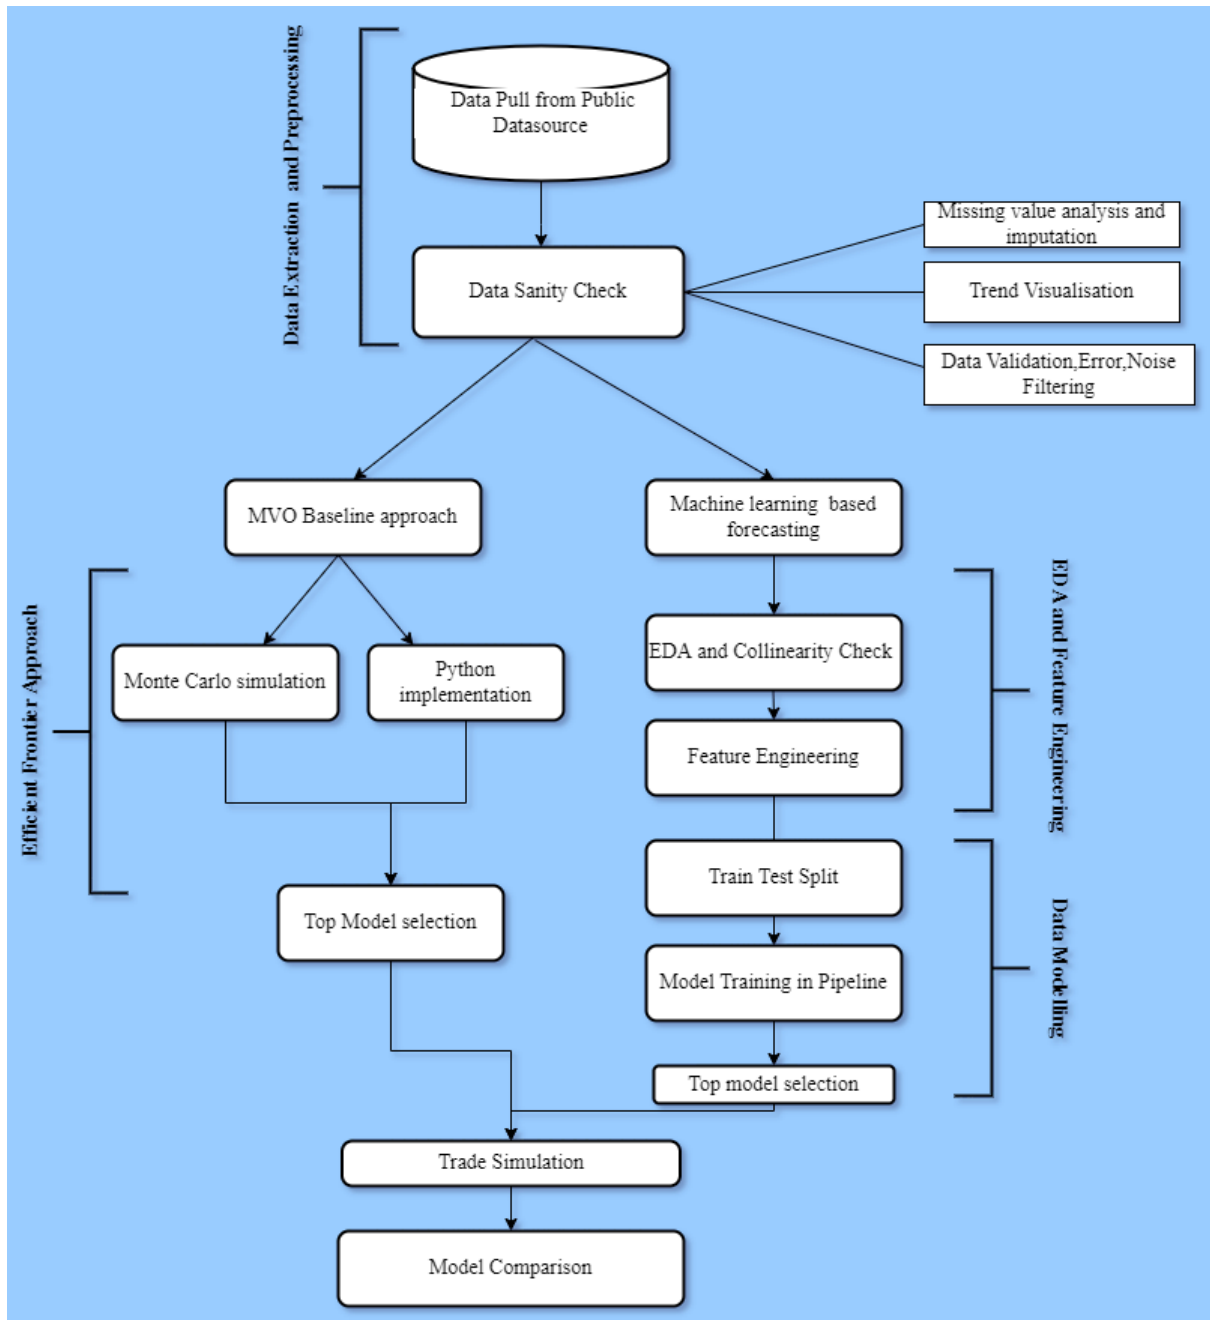 Data Extraction and Preprocessing
Data Pull from Public
Datasource
Data Sanity Check
Missing value analysis and
imputation
Trend Visualisation
Data Validation,Error,Noise
Filtering
MVO Baseline approach
Machine learning based
forecasting
Efficient Frontier Approach
Monte Carlo simulation
Python
implementation
EDA and Collinearity Check
Feature Engineering
EDA and Feature Engineering
Top Model selection
Train Test Split
Model Training in Pipeline
Top model selection
Data Modelling
Trade Simulation
Model Comparison